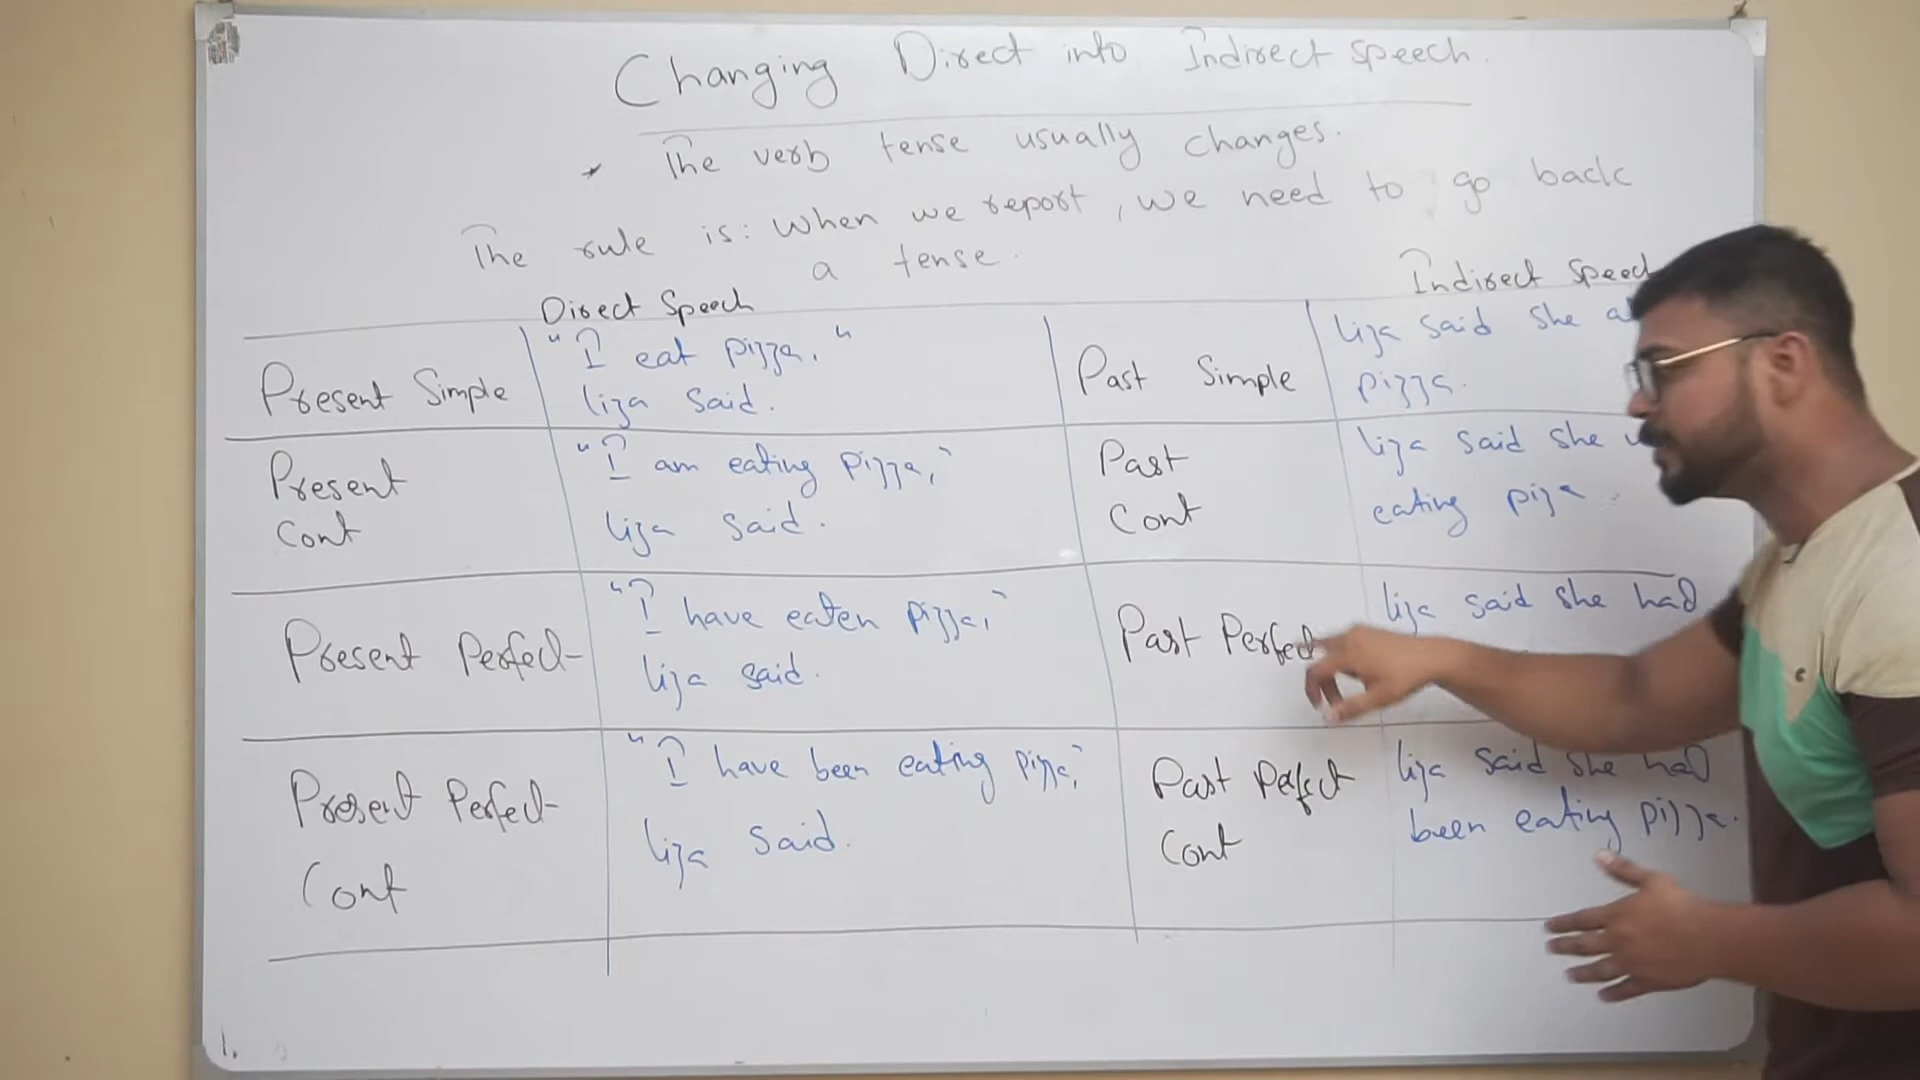 Changing Direct into Indirect Speech.
* The verb tense usually changes.
The rule is: When we report, we need to go back
a tense.
Direct Speech
Indirect Speech
Present Simple
"I eat pizza."
liza said.
Past Simple
liza said she
pizza.
Present
Cont
"I am eating pizza,"
liza said.
Past
Cont
liza said she
eating piza.
Present Perfect
"I have eaten pizza,"
liza said.
Past Perfect
liza said she had
Present Perfect
Cont
"I have been eating pizza,"
liza said.
Past Perfect
Cont
liza said she had
been eating pizza.
1.